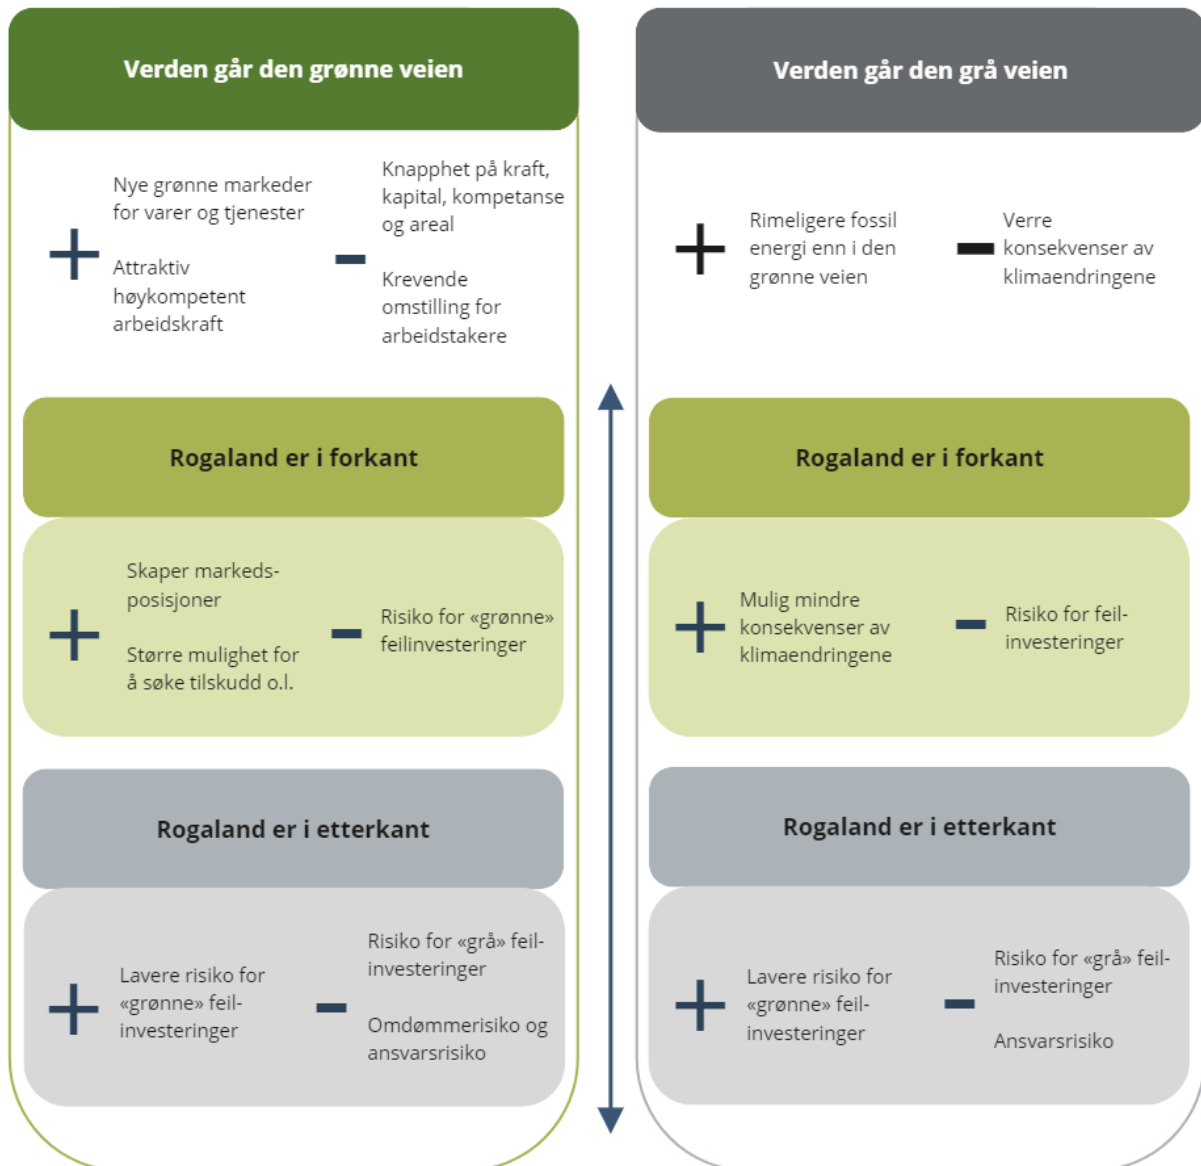 Verden går den grønne veien
Nye grønne markeder
for varer og tjenester
Attraktiv
høykompetent
arbeidskraft
Knapphet på kraft,
kapital, kompetanse
og areal
Krevende
omstilling for
arbeidstakere
Rogaland er i forkant
Skaper markeds-
posisjoner
Større mulighet for
å søke tilskudd o.l.
Risiko for «grønne»
feilinvesteringer
Rogaland er i etterkant
Lavere risiko for
«grønne» feil-
investeringer
Risiko for «grå» feil-
investeringer
Omdømmerisiko og
ansvarsrisiko
Verden går den grå veien
Rimeligere fossil
energi enn i den
grønne veien
Verre
konsekvenser av
klimaendringene
Rogaland er i forkant
Mulig mindre
konsekvenser av
klimaendringene
Risiko for feil-
investeringer
Rogaland er i etterkant
Lavere risiko for
«grønne» feil-
investeringer
Risiko for «grå» feil-
investeringer
Ansvarsrisiko